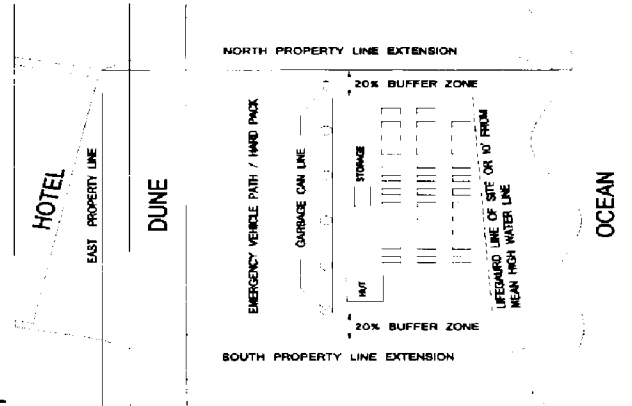 NORTH PROPERTY LINE EXTENSION
20% BUFFER ZONE
HOTEL
EAST PROPERTY LINE
DUNE
EMERGENCY VEHICLE PATH / HARD PACK
GARBAGE CAN LINE
STORAGE
HUT
LIFEGAURD LINE OF SITE OR 10' FROM
MEAN HIGH WATER LINE
OCEAN
20% BUFFER ZONE
SOUTH PROPERTY LINE EXTENSION